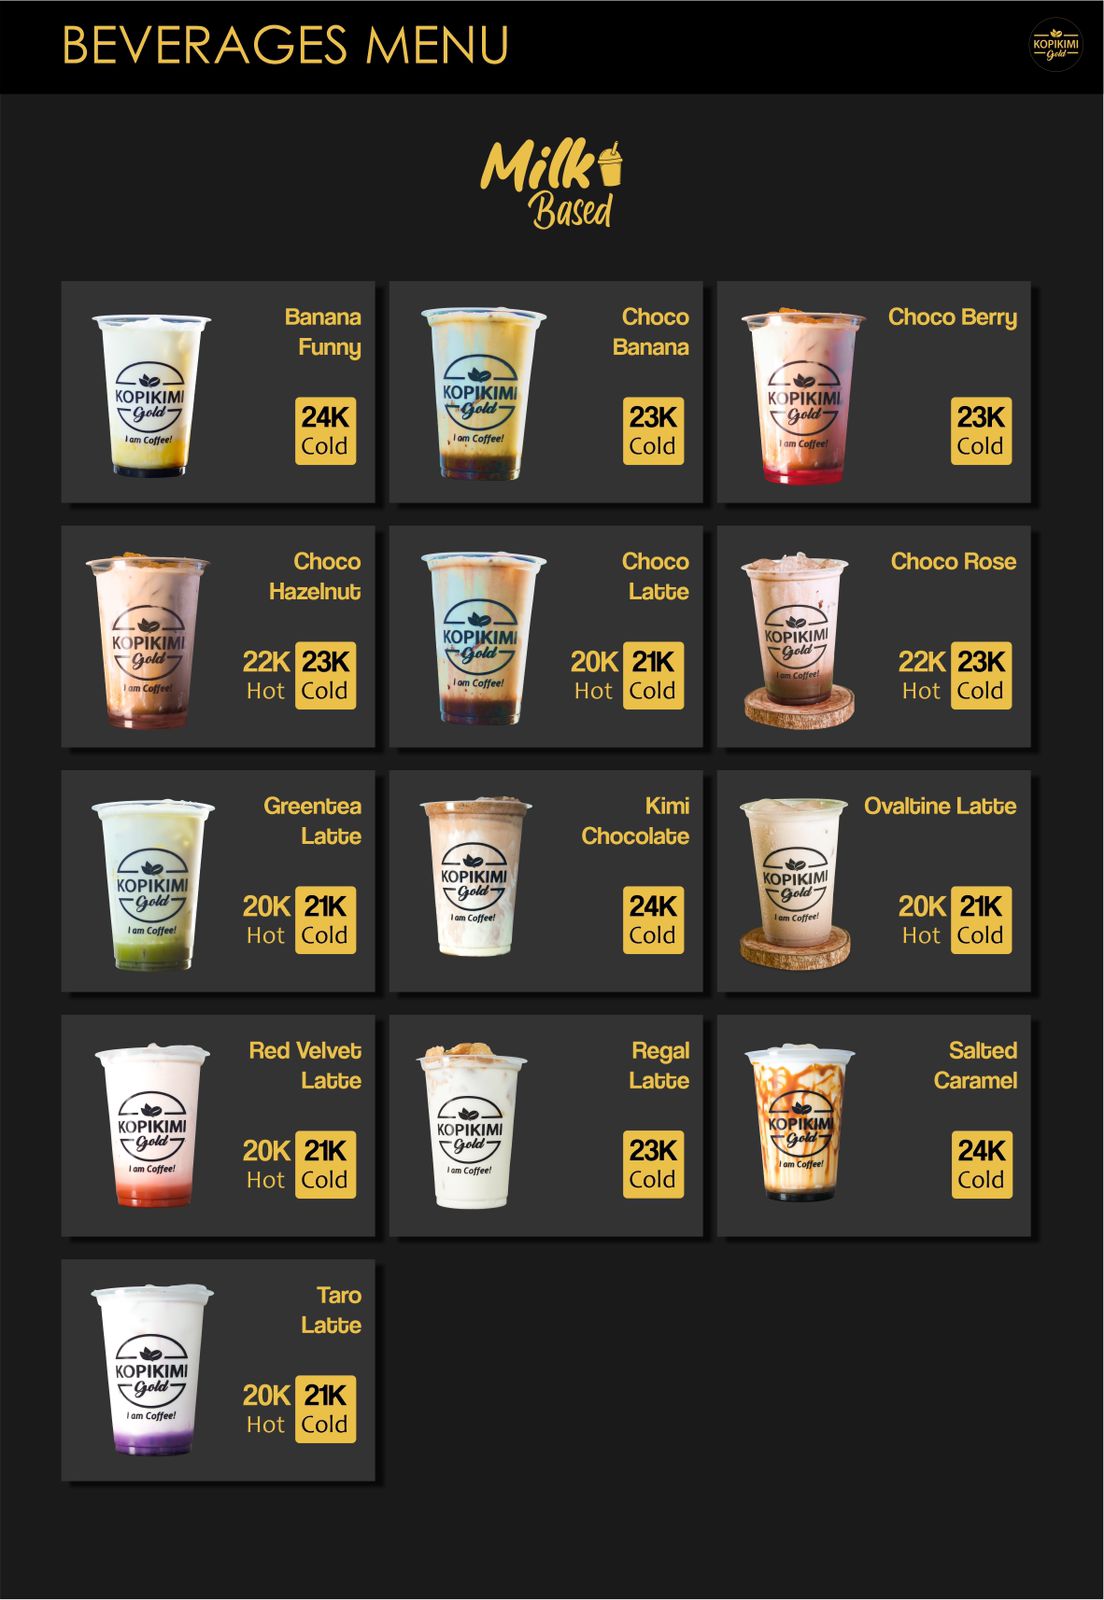 BEVERAGES MENU
KOPIKIMI
Gold
Milk
Based
Banana
Funny
KOPIKIMI
Gold
I am Coffee!
24K
Cold
Choco
Banana
KOPIKIMI
Gold
I am Coffee!
23K
Cold
Choco Berry
KOPIKIMI
Gold
I am Coffee!
23K
Cold
Choco
Hazelnut
KOPIKIMI
Gold
I am Coffee!
22K 23K
Hot Cold
Choco
Latte
KOPIKIMI
Gold
I am Coffee!
20K 21K
Hot Cold
Choco Rose
KOPIKIMI
Gold
I am Coffee!
22K 23K
Hot Cold
Greentea
Latte
KOPIKIMI
Gold
I am Coffee!
20K 21K
Hot Cold
Kimi
Chocolate
KOPIKIMI
Gold
I am Coffee!
24K
Cold
Ovaltine Latte
KOPIKIMI
Gold
I am Coffee!
20K 21K
Hot Cold
Red Velvet
Latte
KOPIKIMI
Gold
I am Coffee!
20K 21K
Hot Cold
Regal
Latte
KOPIKIMI
Gold
I am Coffee!
23K
Cold
Salted
Caramel
KOPIKIMI
Gold
I am Coffee!
24K
Cold
Taro
Latte
KOPIKIMI
Gold
I am Coffee!
20K 21K
Hot Cold